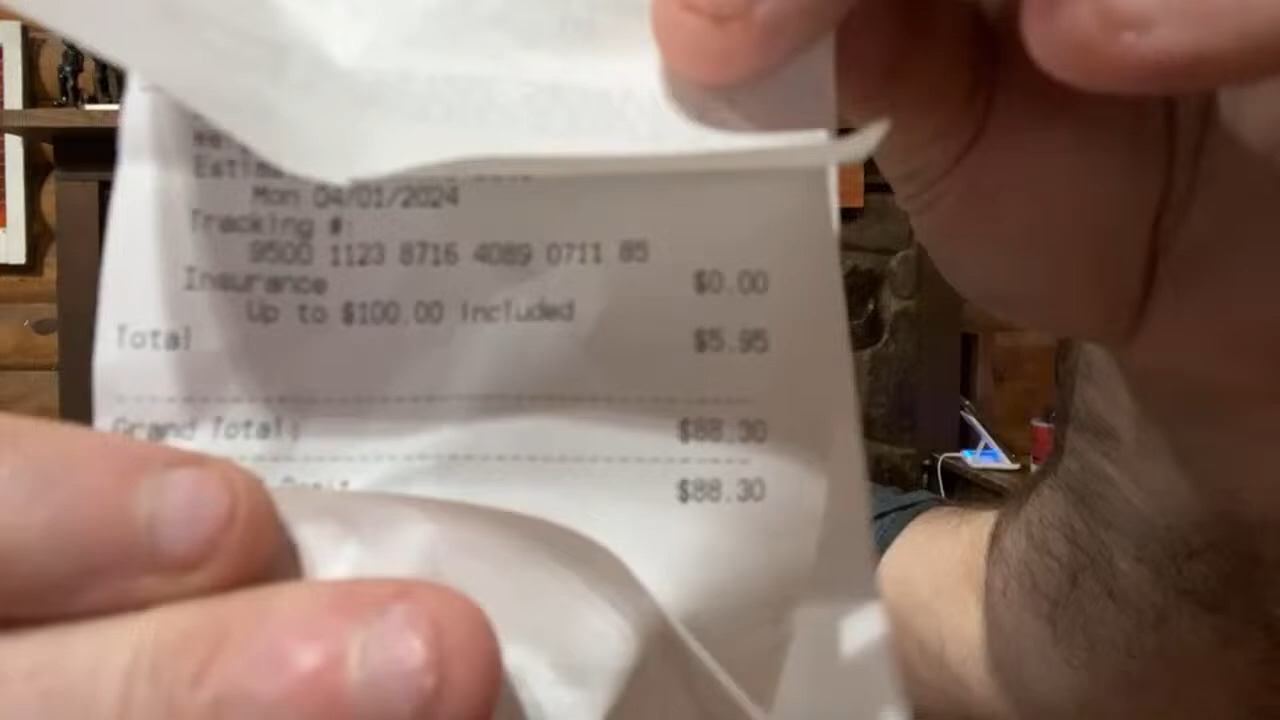 Mon 04/01/2024
Tracking #:
9500 1123 8716 4089 0711 85
Insurance $0.00
Up to $100.00 included
Total $5.95
Grand Total: $88.30
$88.30